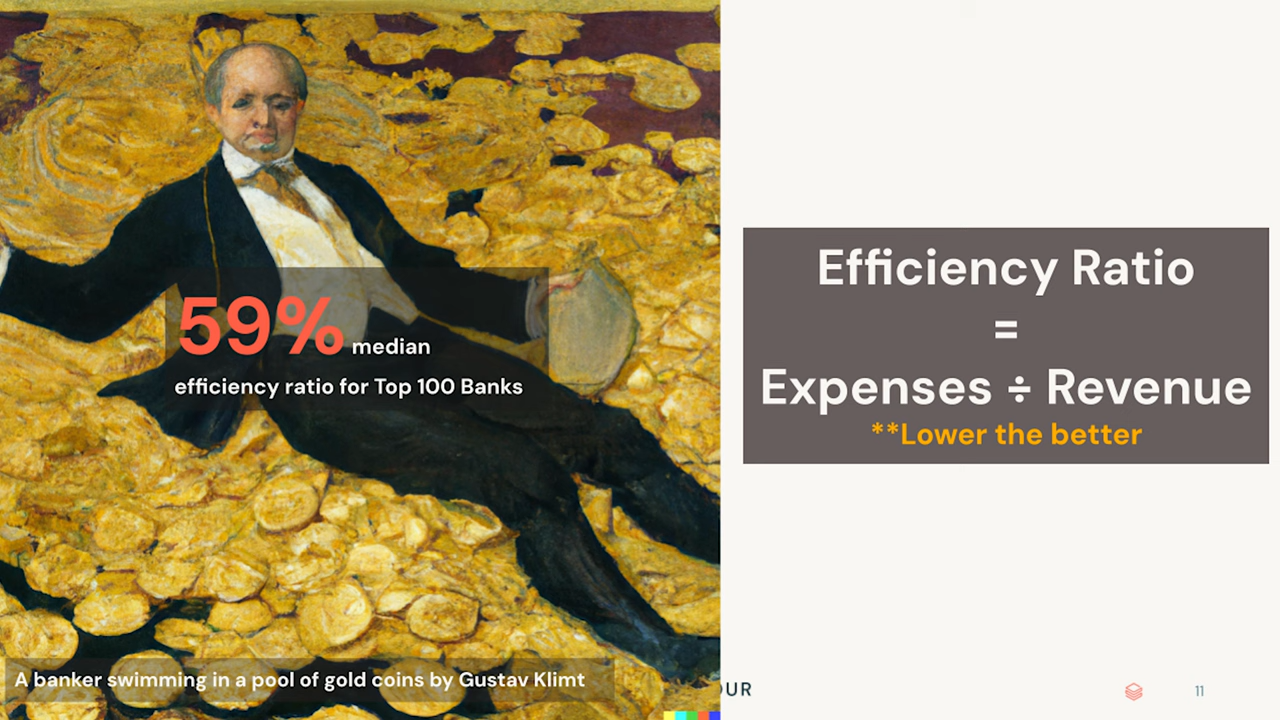 59% median
efficiency ratio for Top 100 Banks
A banker swimming in a pool of gold coins by Gustav Klimt
Efficiency Ratio
=
Expenses ÷ Revenue
**Lower the better
OUR
11